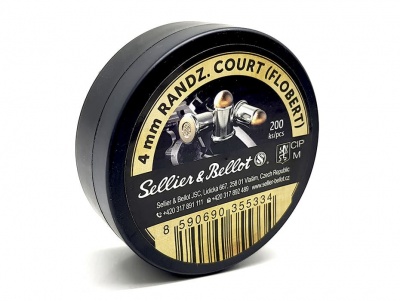 4 mm RANDZ. COURT (FLOBERT)
200
ks/pcs
CIP
M
Sellier & Bellot
S
Sellier & Bellot JSC, Lidická 667, 258 01 Vlašim, Czech Republic
+420 317 891 111 +420 317 892 489 www.sellier-bellot.cz
8 590690 355334